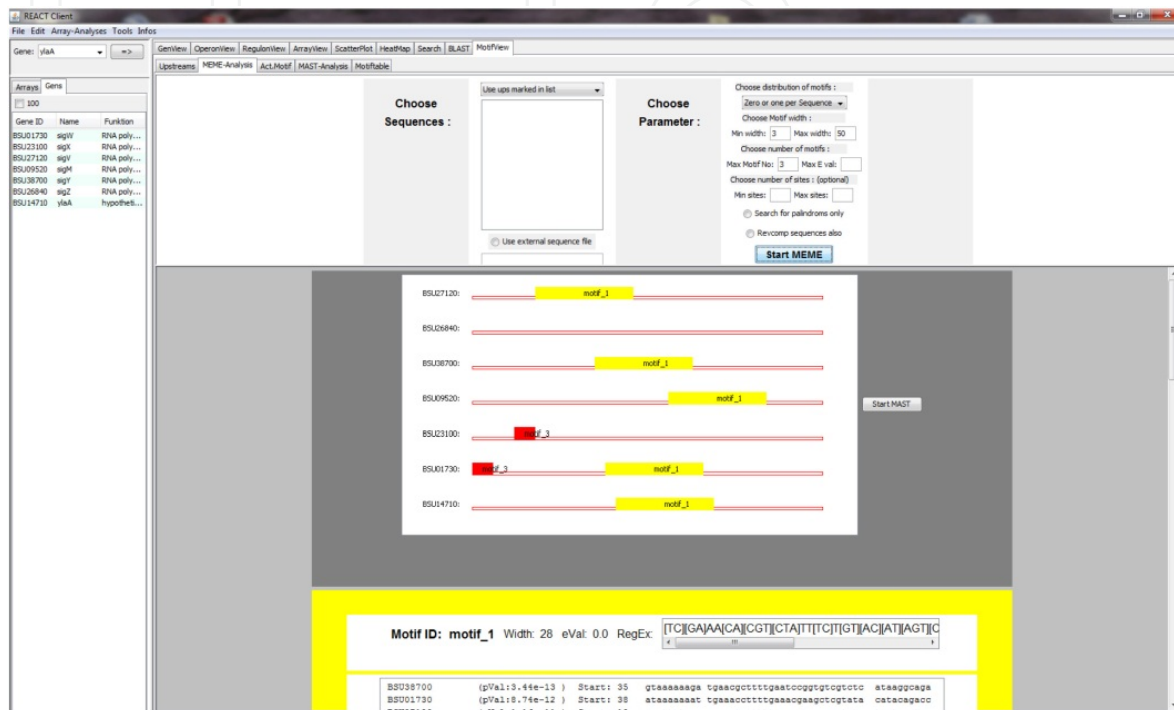 REACT Client
File Edit Array-Analyses Tools Infos
Gene: ylaA =>
GenView OperonView RegulonView ArrayView ScatterPlot HeatMap Search BLAST MotifView
Upstreams MEME-Analysis Act.Motif MAST-Analysis Motiftable
Arrays Gens
100
Gene ID Name Funktion
BSU01730 sigW RNA poly...
BSU23100 sigX RNA poly...
BSU27120 sigV RNA poly...
BSU09520 sigM RNA poly...
BSU38700 sigY RNA poly...
BSU26840 sigZ RNA poly...
BSU14710 ylaA hypotheti...
Choose
Sequences :
Use ups marked in list
Use external sequence file
Choose
Parameter :
Choose distribution of motifs :
Zero or one per Sequence
Choose Motif width :
Min width: 3 Max width: 50
Choose number of motifs :
Max Motif No: 3 Max E val:
Choose number of sites : (optional)
Min sites: Max sites:
Search for palindroms only
Revcomp sequences also
Start MEME
BSU27120: motif_1
BSU26840:
BSU38700: motif_1
BSU09520: motif_1
Start MAST
BSU23100: motif_3
BSU01730: motif_3 motif_1
BSU14710: motif_1
Motif ID: motif_1 Width: 28 eVal: 0.0 RegEx: [TC][GA]AA[CA][CGT][CTA]TT[TC]T[GT][AC][AT][AGT][C
BSU38700 (pVal:3.44e-13 ) Start: 35 gtaaaaaaga tgaacgcttttgaatccggtgtcgtctc ataaggcaga
BSU01730 (pVal:8.74e-12 ) Start: 38 ataaaaaaat tgaaaccttttgaaacgaagctcgtata catacagacc